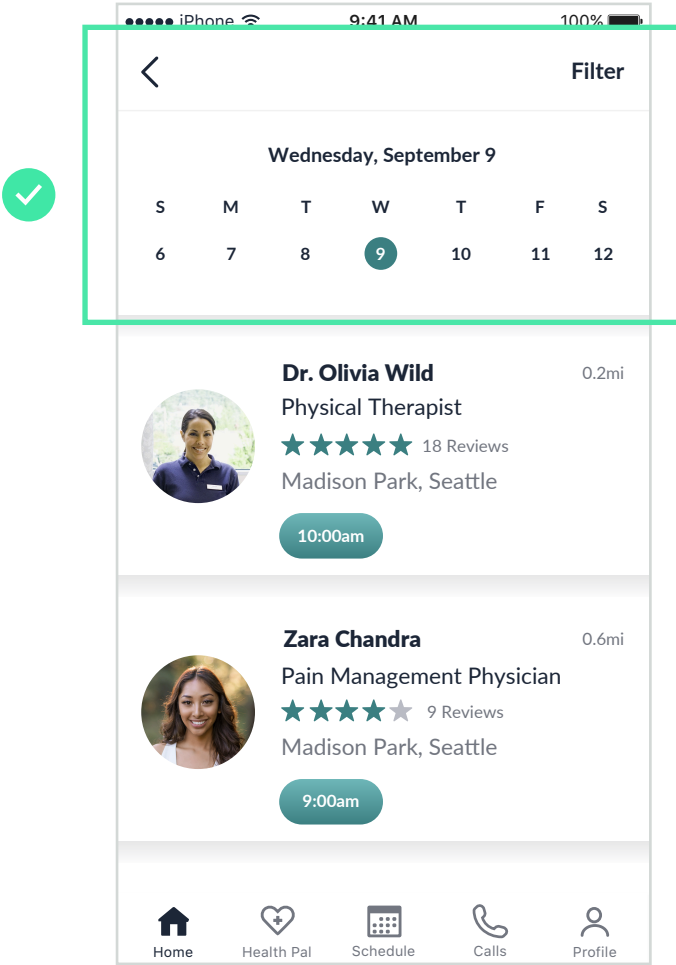 iPhone 9:41 AM 100%
Filter
Wednesday, September 9
S M T W T F S
6 7 8 9 10 11 12
Dr. Olivia Wild 0.2mi
Physical Therapist
18 Reviews
Madison Park, Seattle
10:00am
Zara Chandra 0.6mi
Pain Management Physician
9 Reviews
Madison Park, Seattle
9:00am
Home Health Pal Schedule Calls Profile